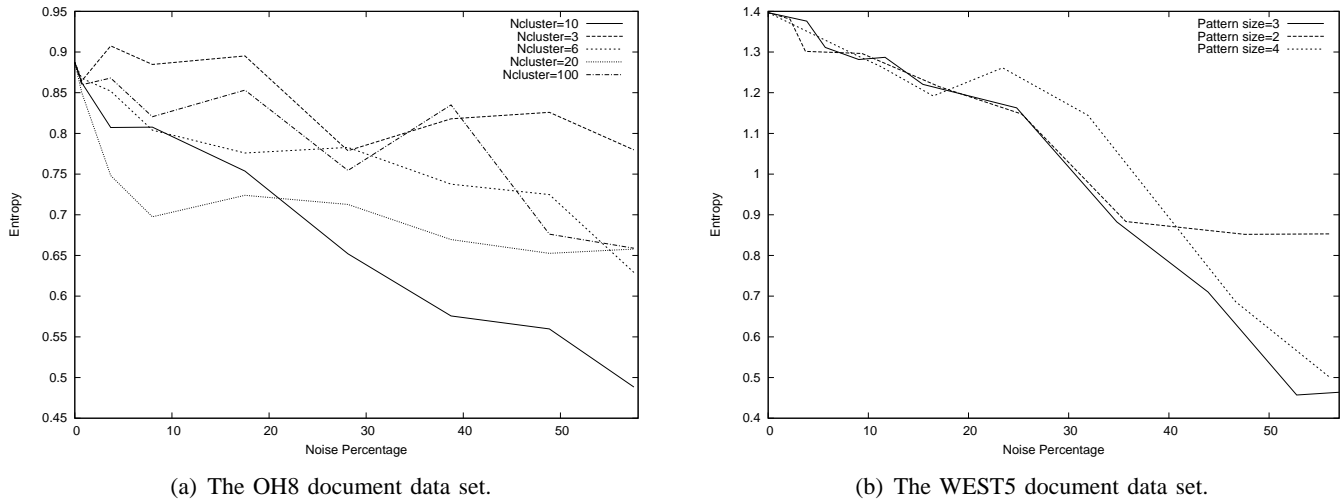 0.95
0.9
0.85
0.8
0.75
0.7
0.65
0.6
0.55
0.5
0.45
Entropy
0 10 20 30 40 50
Noise Percentage
Ncluster=10
Ncluster=3
Ncluster=6
Ncluster=20
Ncluster=100
(a) The OH8 document data set.
1.4
1.3
1.2
1.1
1
0.9
0.8
0.7
0.6
0.5
0.4
Entropy
0 10 20 30 40 50
Noise Percentage
Pattern size=3
Pattern size=2
Pattern size=4
(b) The WEST5 document data set.